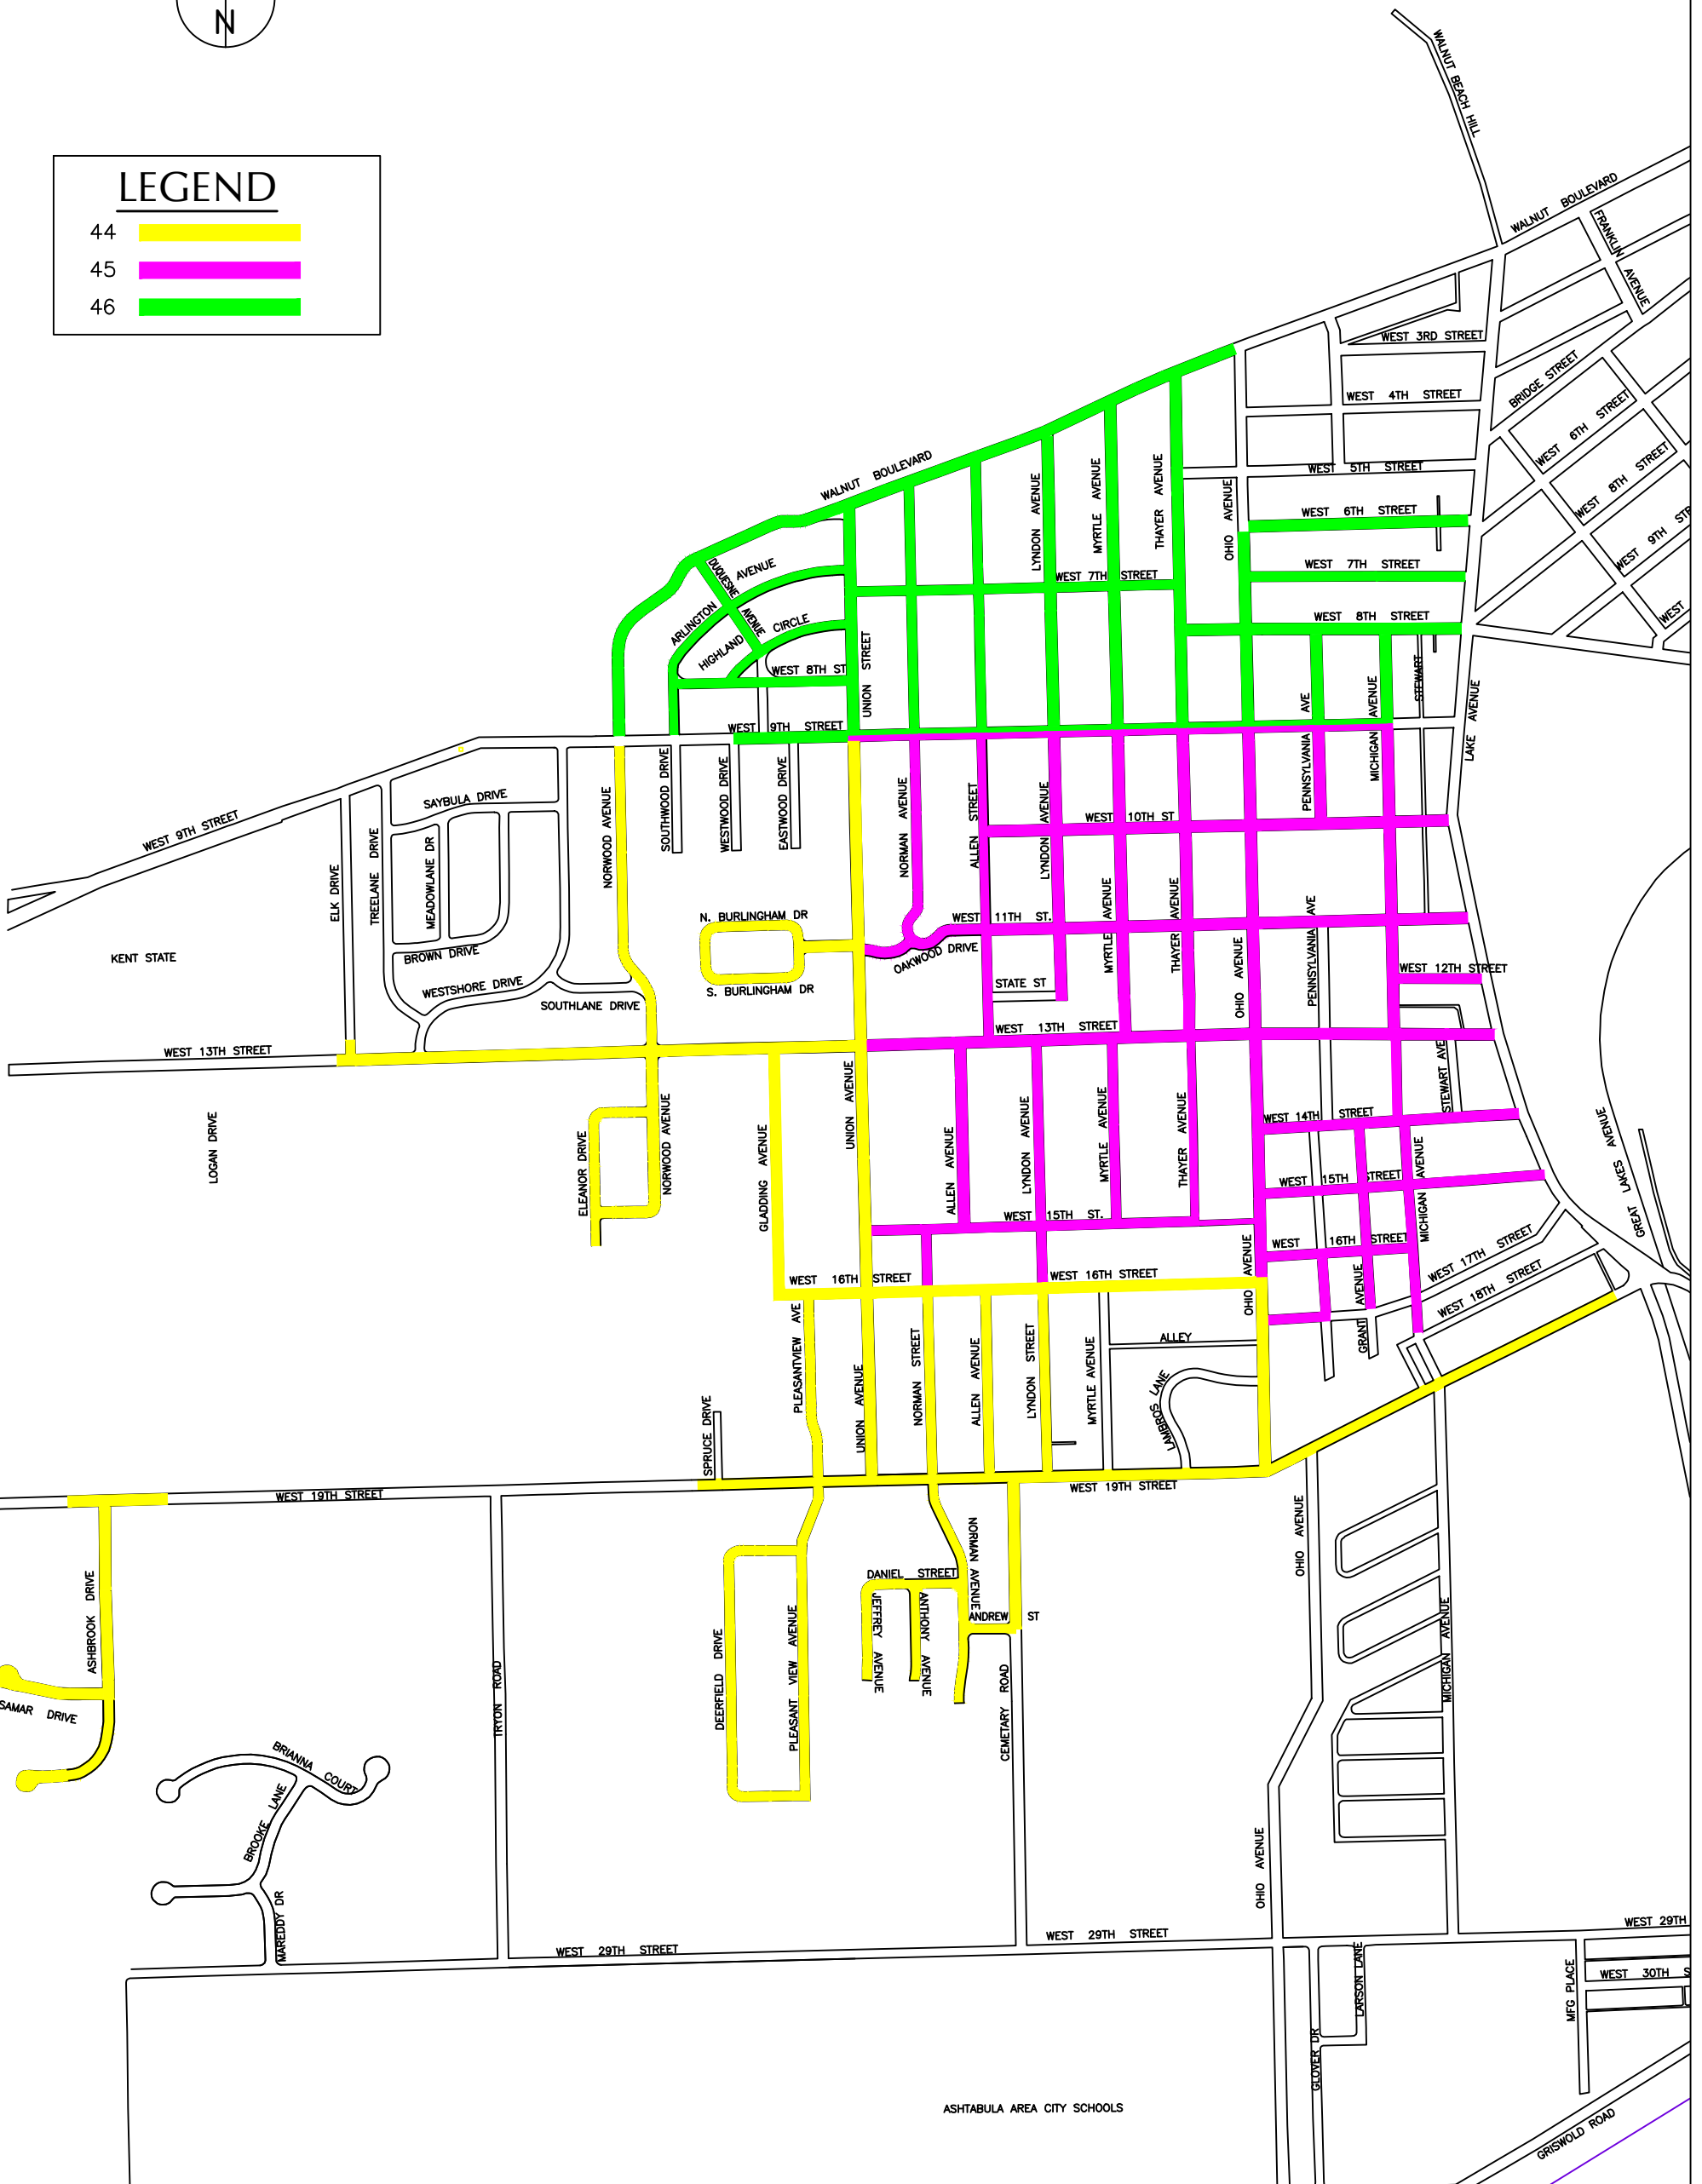 N
LEGEND
44
45
46
WALNUT BEACH HILL
WALNUT BOULEVARD
FRANKLIN AVENUE
WEST 3RD STREET
BRIDGE STREET
WEST 4TH STREET
WEST 6TH STREET
WEST 8TH STREET
WEST 9TH STR
WEST
WALNUT BOULEVARD
LYNDON AVENUE
MYRTLE AVENUE
THAYER AVENUE
OHIO AVENUE
WEST 5TH STREET
WEST 6TH STREET
WEST 7TH STREET
WEST 7TH STREET
WEST 8TH STREET
DUQUESNE AVENUE
ARLINGTON AVENUE
HIGHLAND CIRCLE
WEST 8TH ST
UNION STREET
WEST 9TH STREET
PENNSYLVANIA AVE
MICHIGAN AVENUE
STEWART
LAKE AVENUE
WEST 9TH STREET
SAYBULA DRIVE
ELK DRIVE
TREELANE DRIVE
MEADOWLANE DR
BROWN DRIVE
WESTSHORE DRIVE
SOUTHLANE DRIVE
NORWOOD AVENUE
SOUTHWOOD DRIVE
WESTWOOD DRIVE
EASTWOOD DRIVE
NORMAN AVENUE
ALLEN STREET
LYNDON AVENUE
WEST 10TH ST
N. BURLINGHAM DR
S. BURLINGHAM DR
WEST 11TH ST.
OAKWOOD DRIVE
STATE ST
MYRTLE AVENUE
THAYER AVENUE
OHIO AVENUE
PENNSYLVANIA AVE
WEST 12TH STREET
KENT STATE
WEST 13TH STREET
WEST 13TH STREET
STEWART AVE
LOGAN DRIVE
ELEANOR DRIVE
NORWOOD AVENUE
GLADDING AVENUE
UNION AVENUE
ALLEN AVENUE
LYNDON AVENUE
MYRTLE AVENUE
THAYER AVENUE
WEST 14TH STREET
WEST 15TH STREET
WEST 15TH ST.
MICHIGAN AVENUE
GREAT LAKES AVENUE
WEST 16TH STREET
WEST 16TH STREET
WEST 16TH STREET
OHIO AVENUE
GRANT AVENUE
WEST 17TH STREET
WEST 18TH STREET
PLEASANTVIEW AVE
UNION AVENUE
NORMAN STREET
ALLEN AVENUE
LYNDON STREET
MYRTLE AVENUE
ALLEY
LAMBROS LANE
SPRUCE DRIVE
WEST 19TH STREET
WEST 19TH STREET
ASHBROOK DRIVE
SAMAR DRIVE
BRIANNA COURT
BROOKE LANE
MAREDDY DR
TRYON ROAD
DEERFIELD DRIVE
PLEASANT VIEW AVENUE
DANIEL STREET
JEFFREY AVENUE
ANTHONY AVENUE
NORMAN AVENUE
ANDREW ST
CEMETARY ROAD
OHIO AVENUE
MICHIGAN AVENUE
OHIO AVENUE
WEST 29TH STREET
WEST 29TH STREET
WEST 29TH
WEST 30TH S
LARSON LANE
GLOVER DR
MFG PLACE
GRISWOLD ROAD
ASHTABULA AREA CITY SCHOOLS